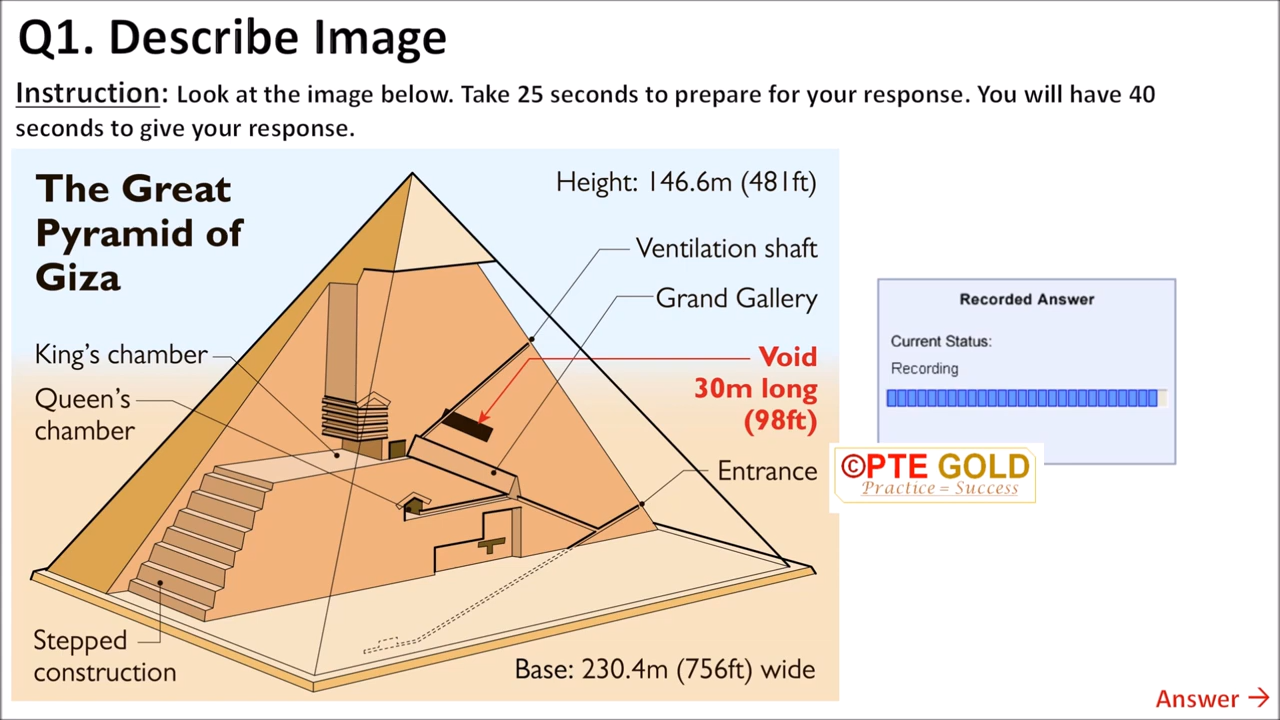 Q1. Describe Image
Instruction: Look at the image below. Take 25 seconds to prepare for your response. You will have 40
seconds to give your response.
The Great
Pyramid of
Giza
Height: 146.6m (481ft)
Ventilation shaft
Grand Gallery
King's chamber
Queen's
chamber
Void
30m long
(98ft)
Entrance
Stepped
construction
Base: 230.4m (756ft) wide
Recorded Answer
Current Status:
Recording
©PTE GOLD
Practice = Success
Answer →